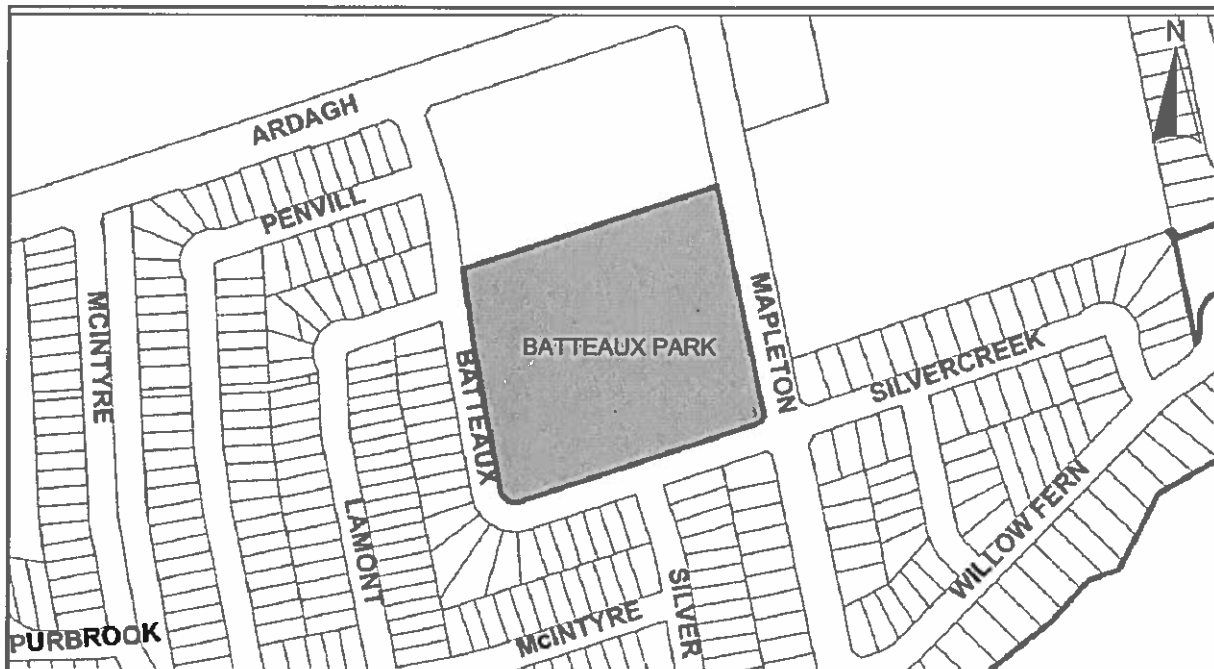 N
ARDAGH
PENVILL
MCINTYRE
MAPLETON
BATTEAUX PARK
BATTEAUX
SILVERCREEK
LAMONT
WILLOW FERN
SILVER
McINTYRE
PURBROOK